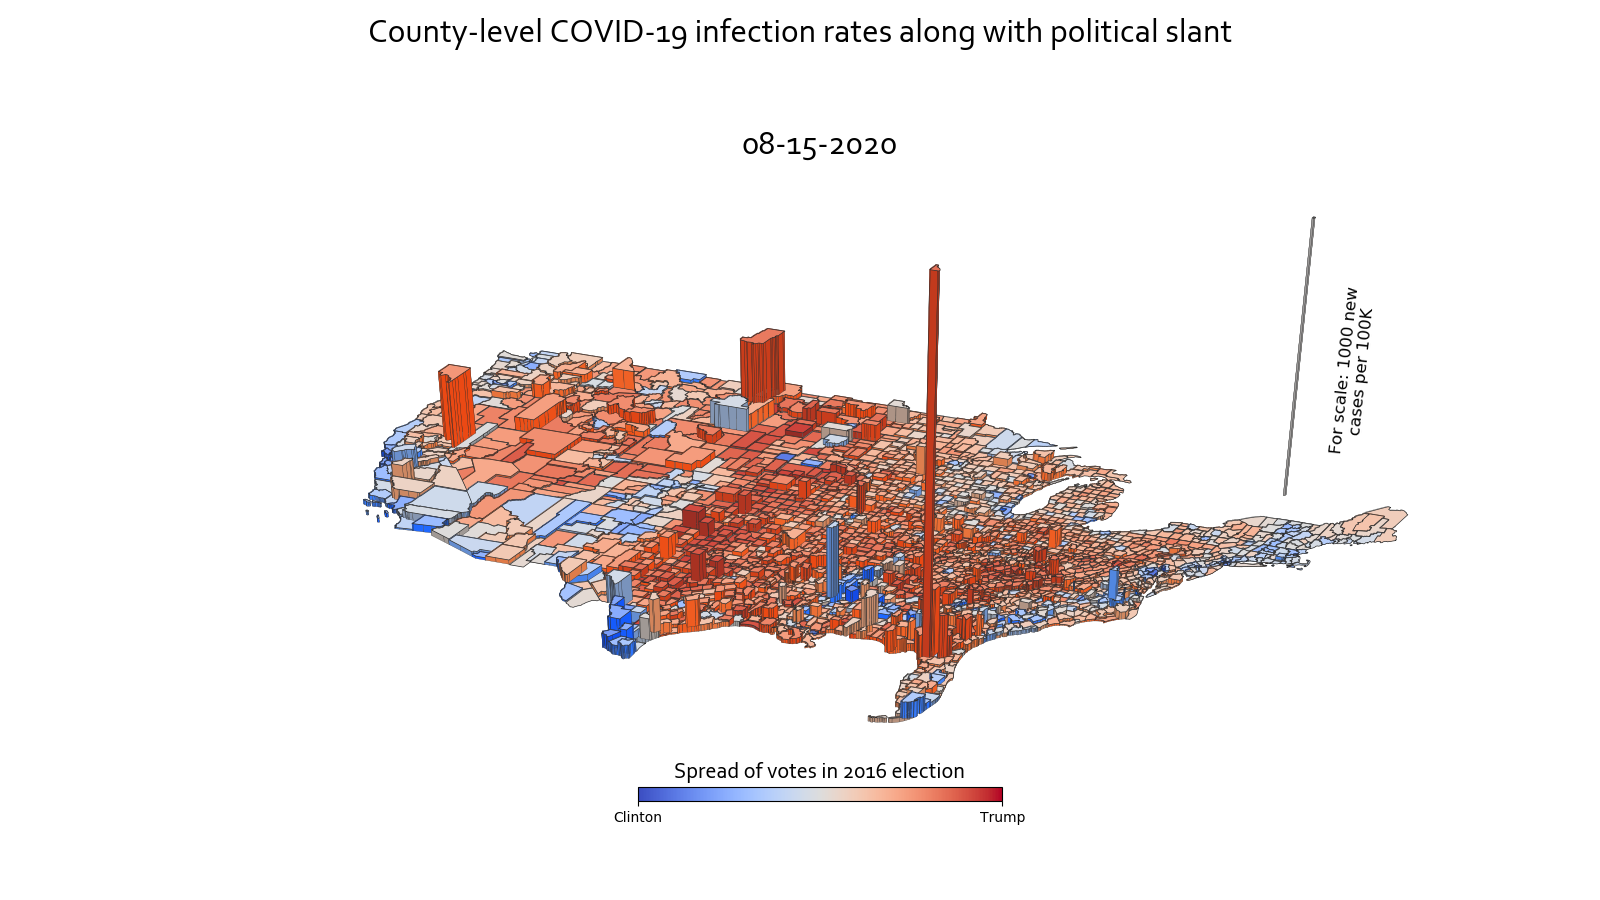 County-level COVID-19 infection rates along with political slant
08-15-2020
For scale: 1000 new
cases per 100K
Spread of votes in 2016 election
Clinton
Trump